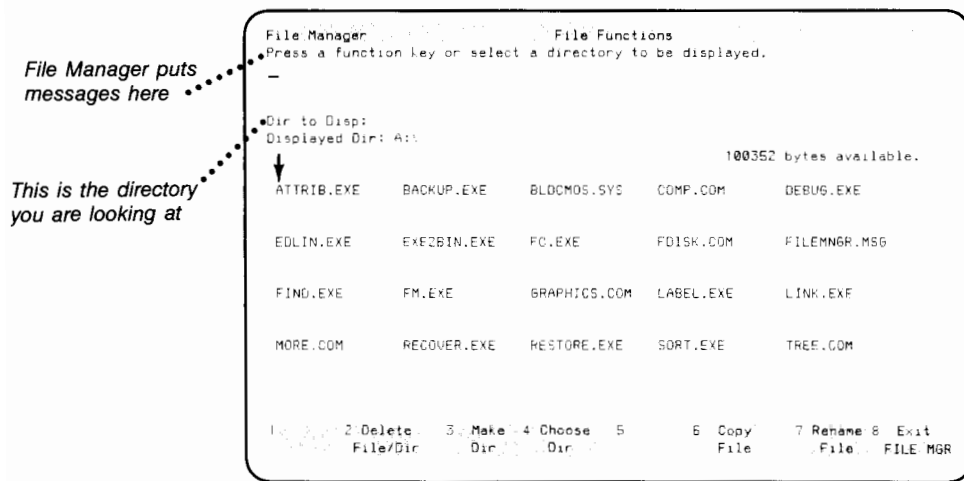 File Manager File Functions
Press a function key or select a directory to be displayed.
File Manager puts
messages here
Dir to Disp:
Displayed Dir: A:\
100352 bytes available.
This is the directory
you are looking at
ATTRIB.EXE BACKUP.EXE BLDCMOS.SYS COMP.COM DEBUG.EXE
EDLIN.EXE EXE2BIN.EXE FC.EXE FDISK.COM FILEMNGR.MSG
FIND.EXE FM.EXE GRAPHICS.COM LABEL.EXE LINK.EXE
MORE.COM RECOVER.EXE RESTORE.EXE SORT.EXE TREE.COM
1 2 Delete 3 Make 4 Choose 5 6 Copy 7 Rename 8 Exit
File/Dir Dir Dir File File FILE MGR